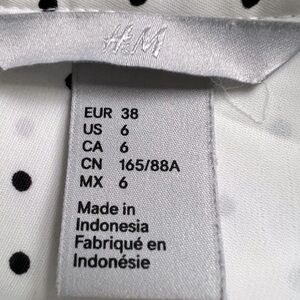 H&M
EUR 38
US 6
CA 6
CN 165/88A
MX 6
Made in
Indonesia
Fabriqué en
Indonésie